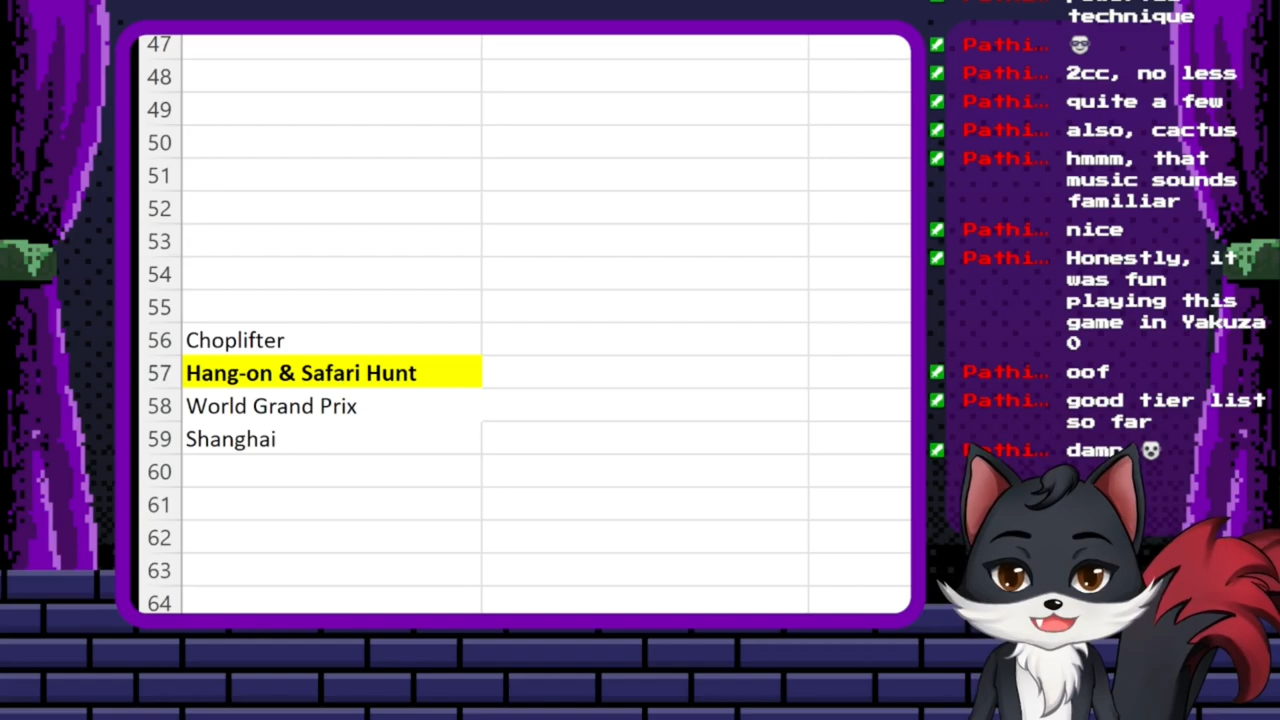 47
48
49
50
51
52
53
54
55
56 Choplifter
57 Hang-on & Safari Hunt
58 World Grand Prix
59 Shanghai
60
61
62
63
64
technique
Pathi... 😎
Pathi... 2cc, no less
Pathi... quite a few
Pathi... also, cactus
Pathi... hmmm, that
music sounds
familiar
Pathi... nice
Pathi... Honestly, it
was fun
playing this
game in Yakuza
0
Pathi... oof
Pathi... good tier list
so far
Pathi... damn